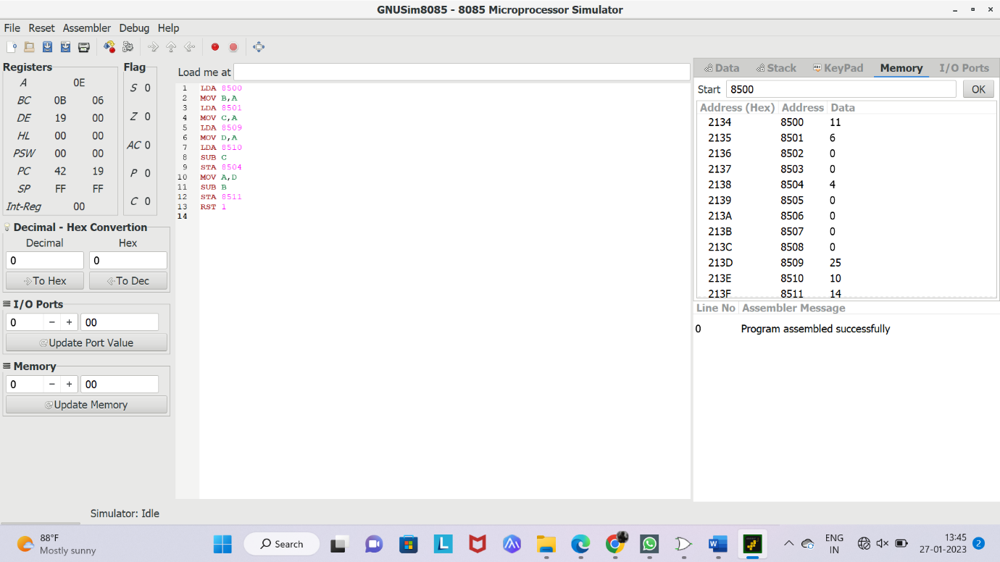 GNUSim8085 - 8085 Microprocessor Simulator
File Reset Assembler Debug Help
Registers
A 0E
BC 0B 06
DE 19 00
HL 00 00
PSW 00 00
PC 42 19
SP FF FF
Int-Reg 00
Flag
S 0
Z 0
AC 0
P 0
C 0
Decimal - Hex Convertion
Decimal Hex
0 0
To Hex To Dec
I/O Ports
0 - + 00
Update Port Value
Memory
0 - + 00
Update Memory
Simulator: Idle
Load me at
1 LDA 8500
2 MOV B,A
3 LDA 8501
4 MOV C,A
5 LDA 8509
6 MOV D,A
7 LDA 8510
8 SUB C
9 STA 8504
10 MOV A,D
11 SUB B
12 STA 8511
13 RST 1
14
Data Stack KeyPad Memory I/O Ports
Start 8500 OK
Address (Hex) Address Data
2134 8500 11
2135 8501 6
2136 8502 0
2137 8503 0
2138 8504 4
2139 8505 0
213A 8506 0
213B 8507 0
213C 8508 0
213D 8509 25
213E 8510 10
213F 8511 14
Line No Assembler Message
0 Program assembled successfully
88°F
Mostly sunny
Search
L
W
ENG
IN
13:45
27-01-2023
2